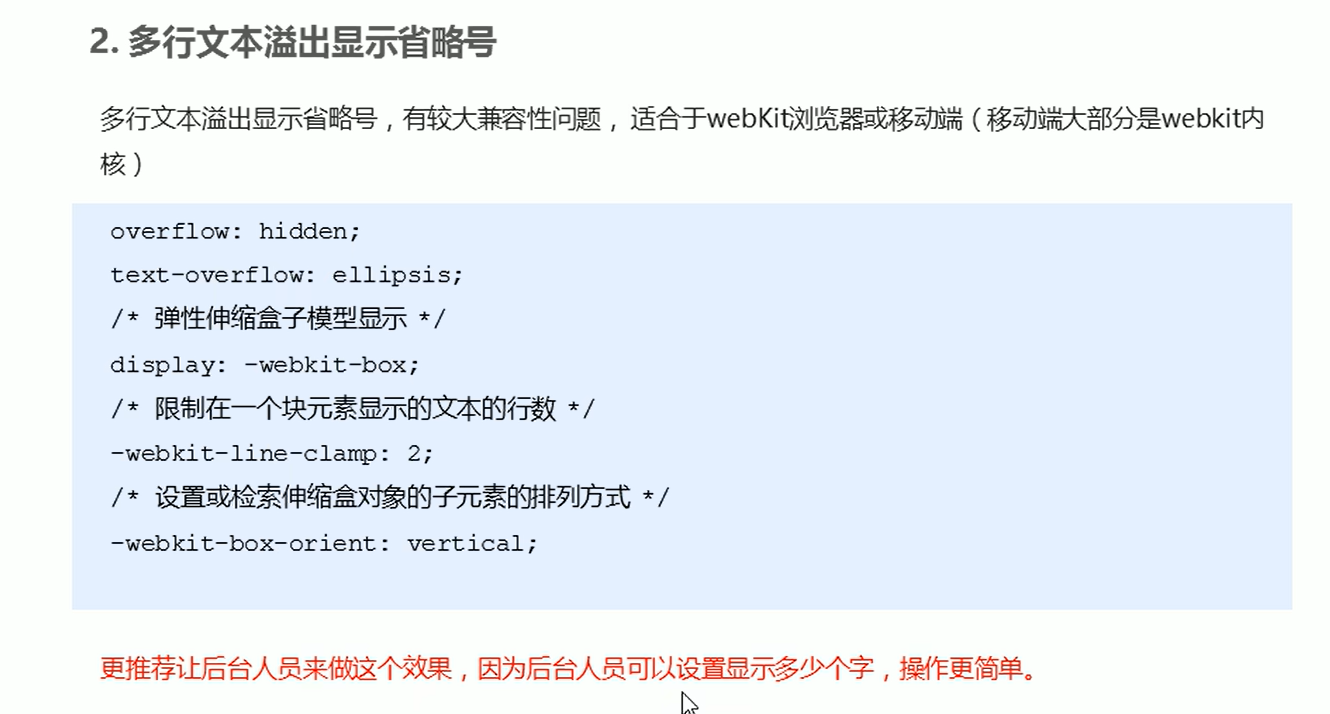 2. 多行文本溢出显示省略号
多行文本溢出显示省略号，有较大兼容性问题， 适合于webKit浏览器或移动端（移动端大部分是webkit内
核）
overflow: hidden;
text-overflow: ellipsis;
/* 弹性伸缩盒子模型显示 */
display: -webkit-box;
/* 限制在一个块元素显示的文本的行数 */
-webkit-line-clamp: 2;
/* 设置或检索伸缩盒对象的子元素的排列方式 */
-webkit-box-orient: vertical;
更推荐让后台人员来做这个效果，因为后台人员可以设置显示多少个字，操作更简单。